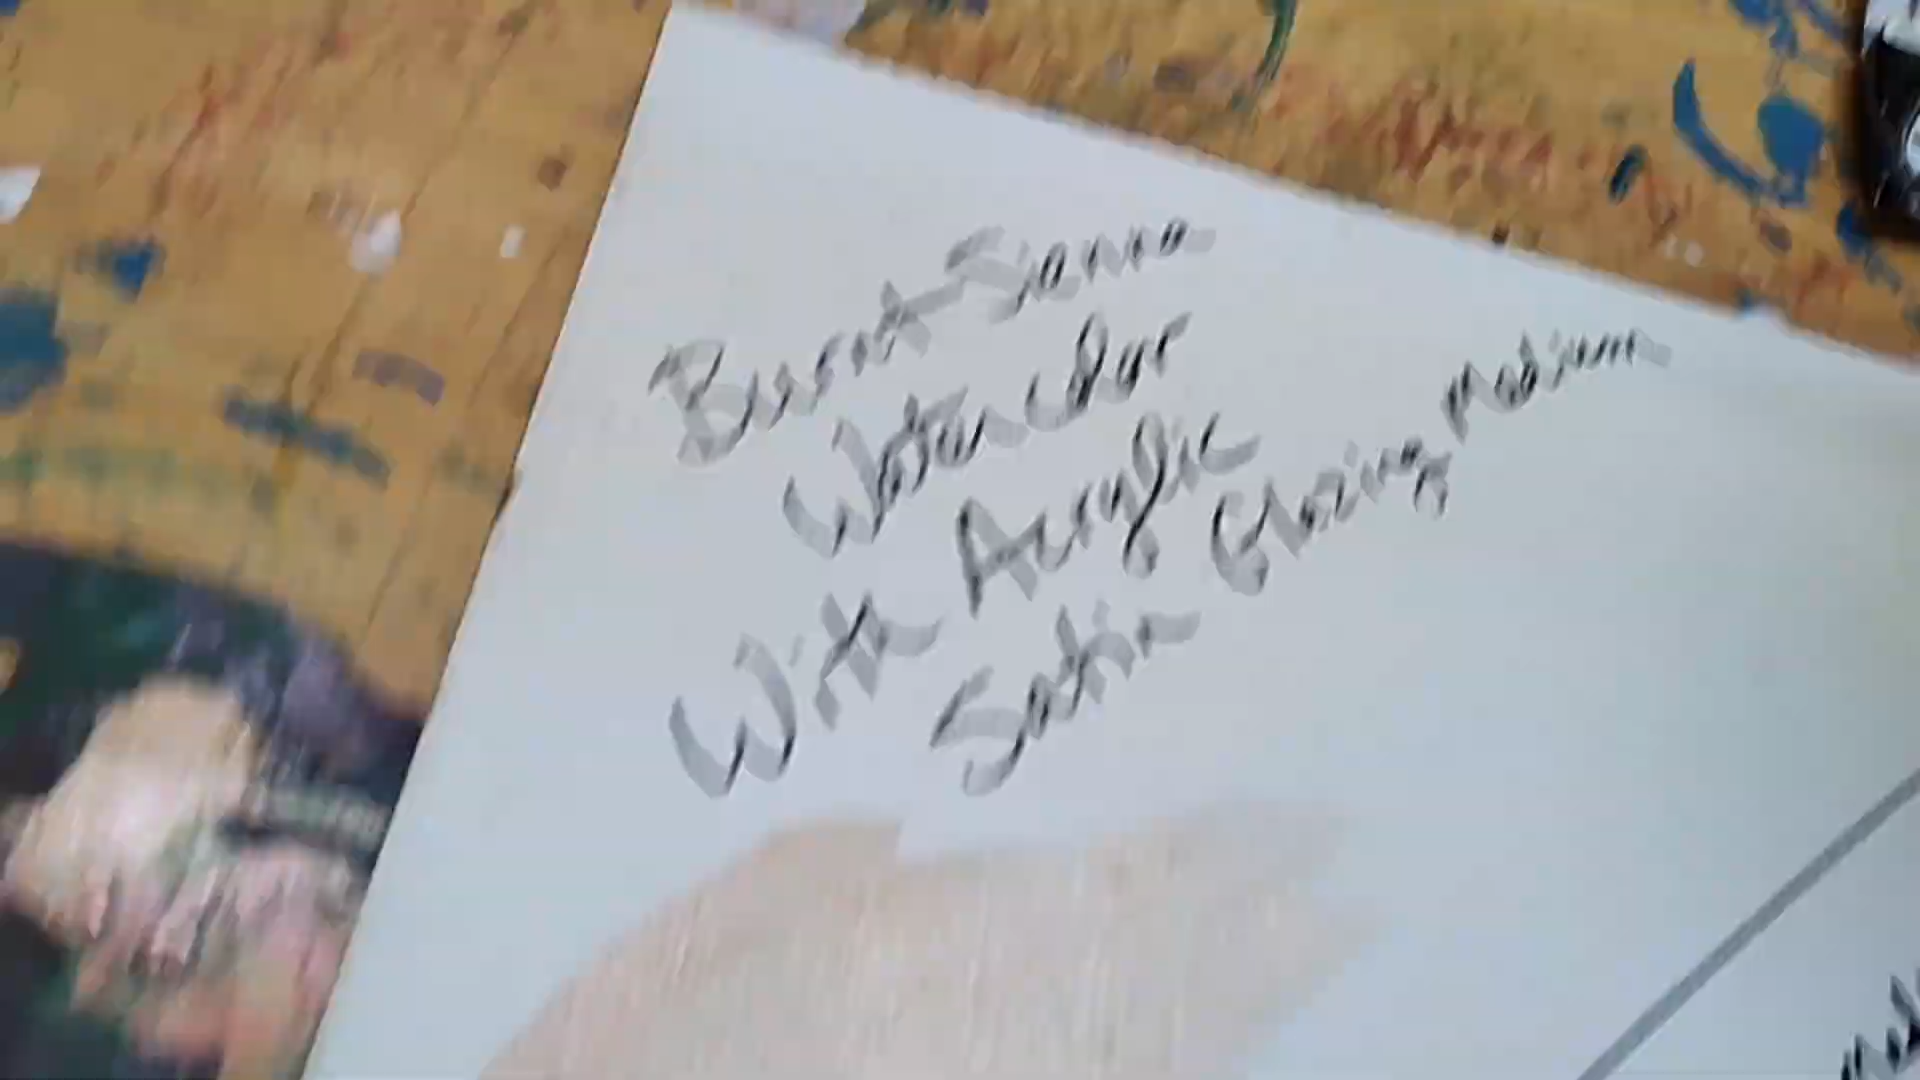 Burnt Sienna
Watercolor
With Acrylic
Satin Glazing Medium